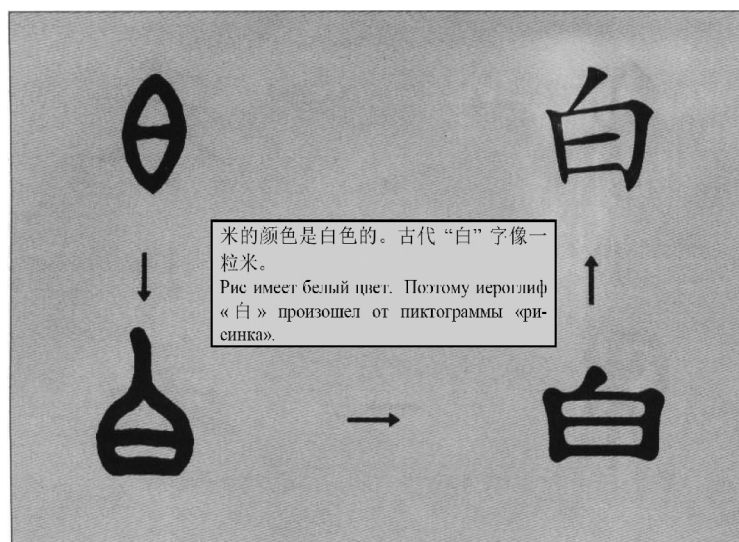 白
米的颜色是白色的。古代 “白” 字像一
粒米。
Рис имеет белый цвет. Поэтому иероглиф
« 白 » произошел от пиктограммы «ри-
синка».
白